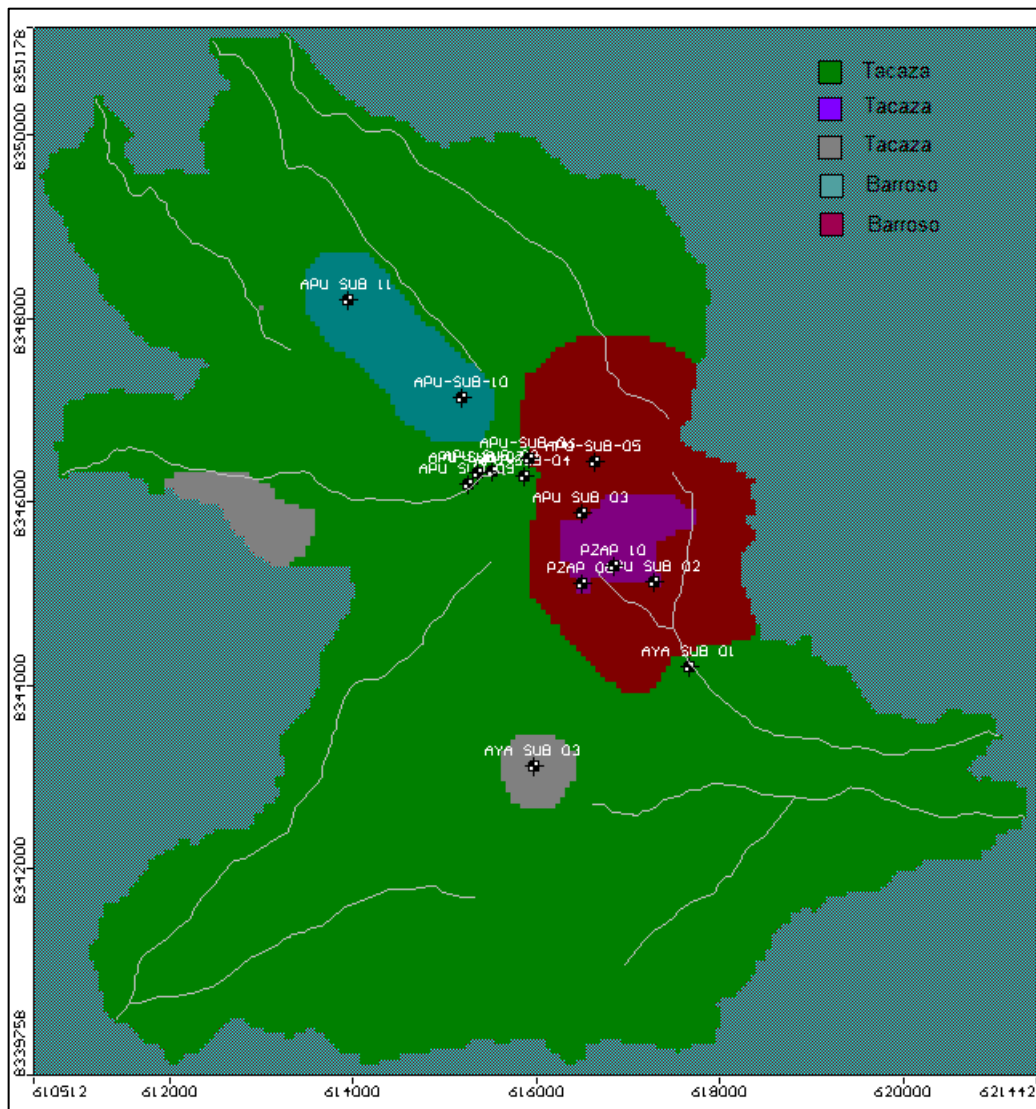 8351178
8350000
8348000
8346000
8344000
8342000
8339758
Tacaza
Tacaza
Tacaza
Barroso
Barroso
APU SUB 11
APU-SUB-10
APU-SUB-06
APU-SUB-05
APU SUB 03
PZAP 10
SUB 02
AYA SUB 01
AYA SUB 03
610512 612000 614000 616000 618000 620000 621442